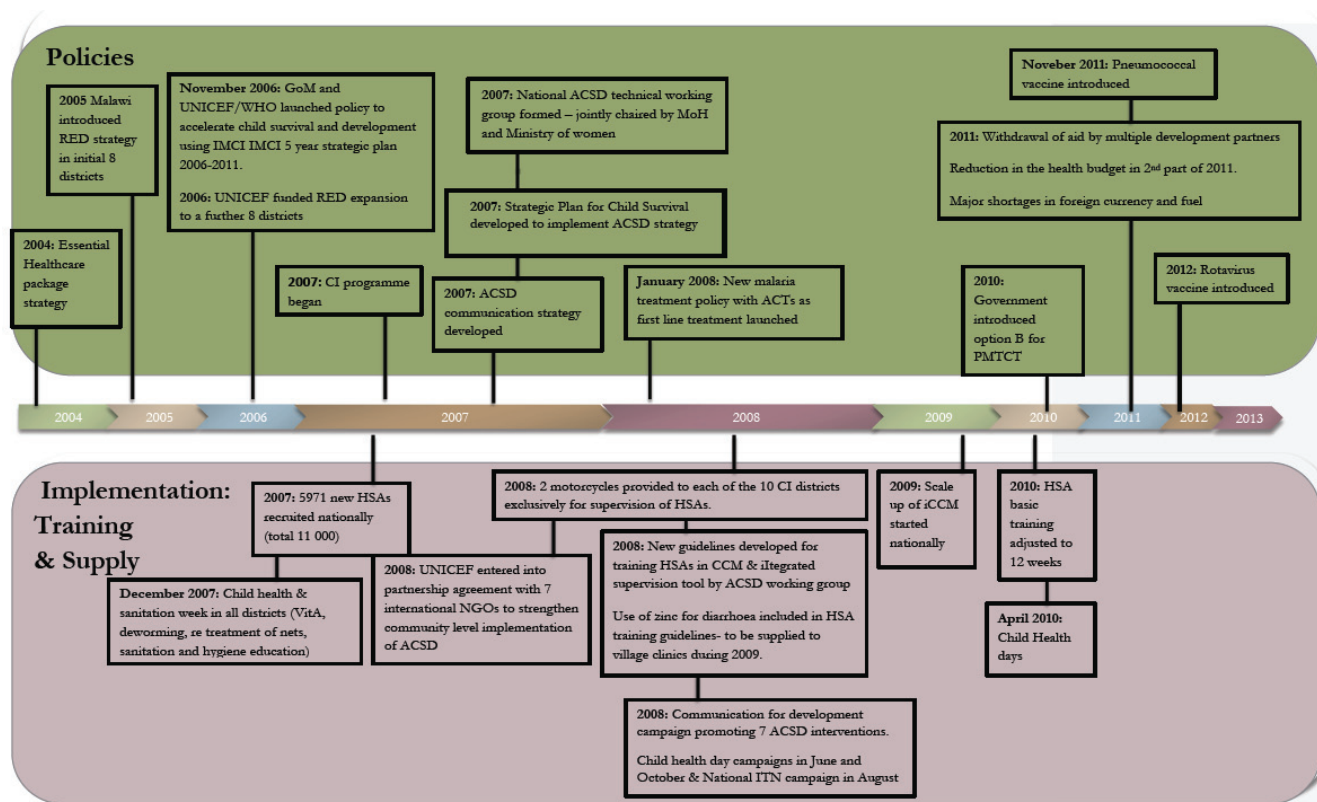 Policies
2005 Malawi
introduced
RED strategy
in initial 8
districts
November 2006: GoM and
UNICEF/WHO launched policy to
accelerate child survival and development
using IMCI IMCI 5 year strategic plan
2006-2011.
2006: UNICEF funded RED expansion
to a further 8 districts
2007: National ACSD technical working
group formed – jointly chaired by MoH
and Ministry of women
Noveber 2011: Pneumococcal
vaccine introduced
2011: Withdrawal of aid by multiple development partners
Reduction in the health budget in 2nd part of 2011.
Major shortages in foreign currency and fuel
2007: Strategic Plan for Child Survival
developed to implement ACSD strategy
2004: Essential
Healthcare
package
strategy
2007: CI programme
began
2007: ACSD
communication strategy
developed
January 2008: New malaria
treatment policy with ACTs as
first line treatment launched
2010:
Government
introduced
option B for
PMTCT
2012: Rotavirus
vaccine introduced
2004 2005 2006 2007 2008 2009 2010 2011 2012 2013
Implementation:
Training
& Supply
2007: 5971 new HSAs
recruited nationally
(total 11 000)
December 2007: Child health &
sanitation week in all districts (VitA,
deworming, re treatment of nets,
sanitation and hygiene education)
2008: 2 motorcycles provided to each of the 10 CI districts
exclusively for supervision of HSAs.
2008: UNICEF entered into
partnership agreement with 7
international NGOs to strengthen
community level implementation
of ACSD
2008: New guidelines developed for
training HSAs in CCM & iItegrated
supervision tool by ACSD working group
Use of zinc for diarrhoea included in HSA
training guidelines- to be supplied to
village clinics during 2009.
2008: Communication for development
campaign promoting 7 ACSD interventions.
Child health day campaigns in June and
October & National ITN campaign in August
2009: Scale
up of iCCM
started
nationally
2010: HSA
basic
training
adjusted to
12 weeks
April 2010:
Child Health
days